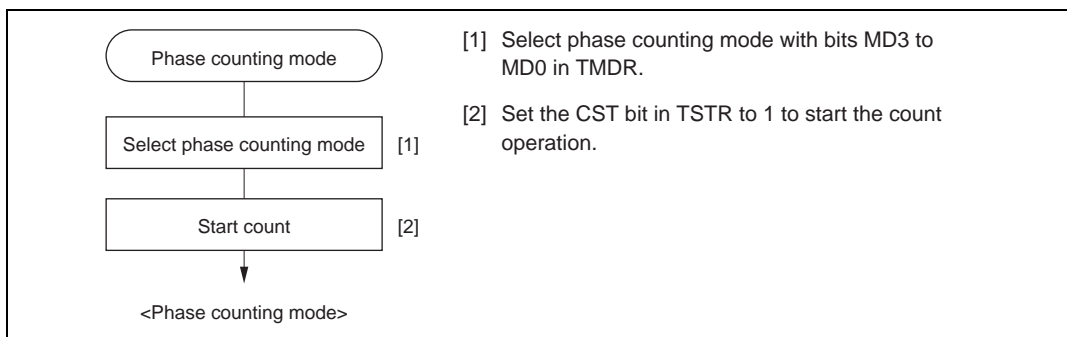 Phase counting mode
Select phase counting mode [1]
Start count [2]
<Phase counting mode>
[1] Select phase counting mode with bits MD3 to
MD0 in TMDR.
[2] Set the CST bit in TSTR to 1 to start the count
operation.